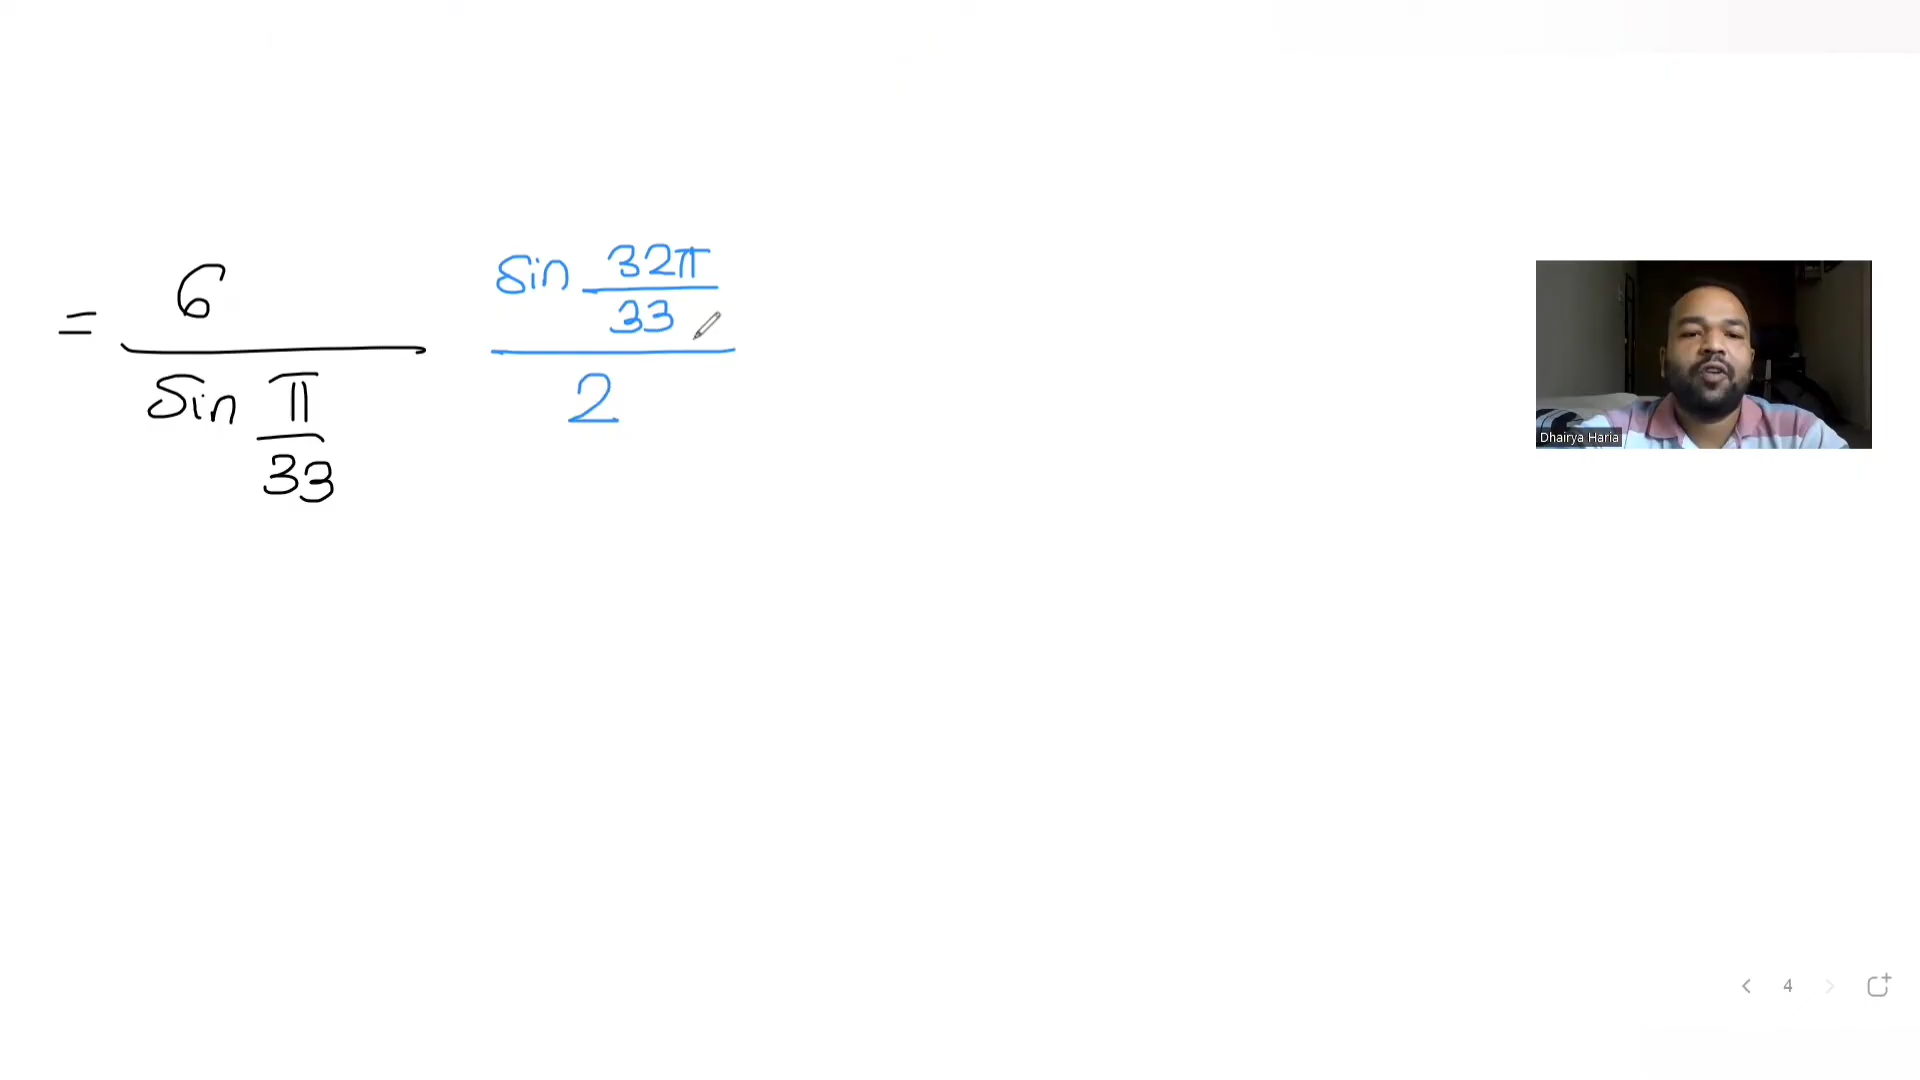 = 6 / sin π/33 sin 32π/33 / 2
Dhairya Haria
4